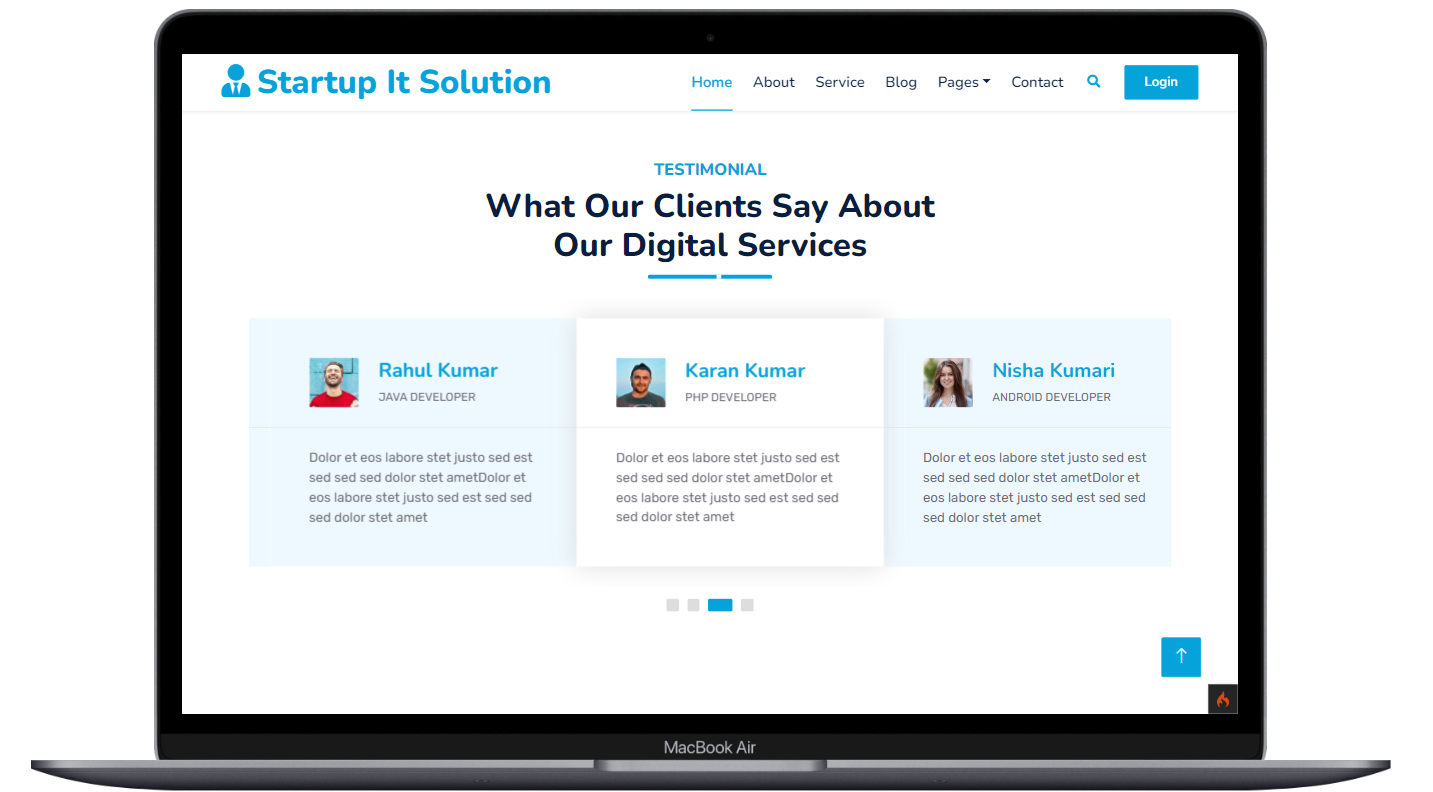 Startup It Solution
Home About Service Blog Pages Contact Login
TESTIMONIAL
What Our Clients Say About
Our Digital Services
Rahul Kumar
JAVA DEVELOPER
Dolor et eos labore stet justo sed est
sed sed sed dolor stet ametDolor et
eos labore stet justo sed est sed sed
sed dolor stet amet
Karan Kumar
PHP DEVELOPER
Dolor et eos labore stet justo sed est
sed sed sed dolor stet ametDolor et
eos labore stet justo sed est sed sed
sed dolor stet amet
Nisha Kumari
ANDROID DEVELOPER
Dolor et eos labore stet justo sed est
sed sed sed dolor stet ametDolor et
eos labore stet justo sed est sed sed
sed dolor stet amet
MacBook Air